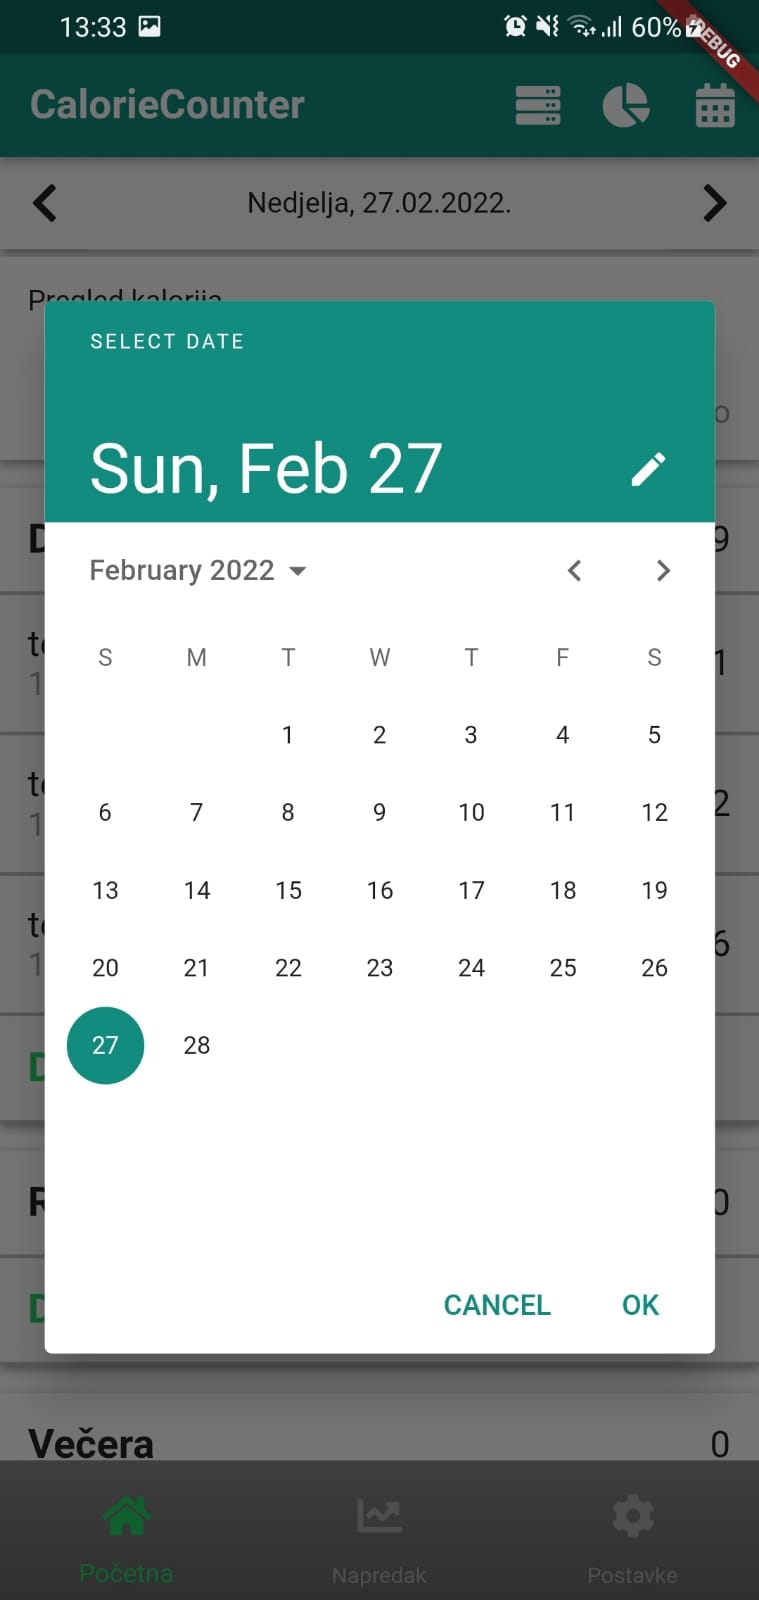 13:33
60%
DEBUG
CalorieCounter
Nedjelja, 27.02.2022.
Pregled kalorija
SELECT DATE
Sun, Feb 27
February 2022
S M T W T F S
1 2 3 4 5
6 7 8 9 10 11 12
13 14 15 16 17 18 19
20 21 22 23 24 25 26
27 28
CANCEL OK
Večera 0
Početna Napredak Postavke